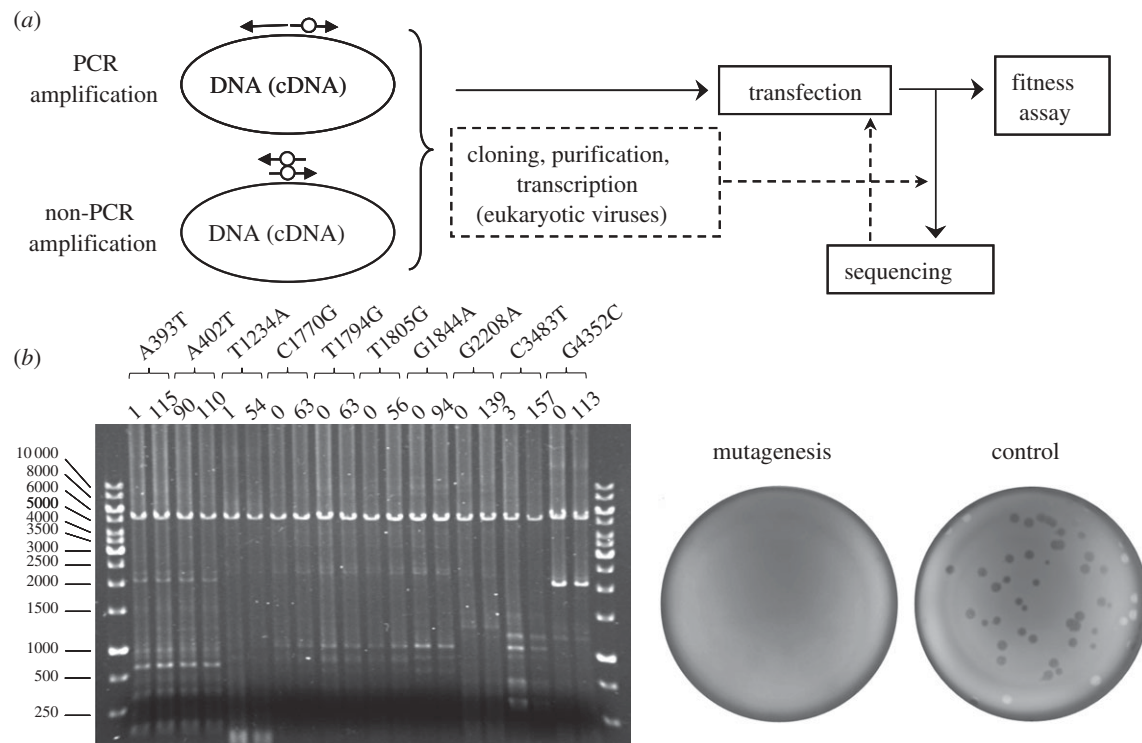 (a)
PCR
amplification
DNA (cDNA)
non-PCR
amplification
DNA (cDNA)
cloning, purification,
transcription
(eukaryotic viruses)
transfection
fitness
assay
sequencing
(b)
A393T A402T T1234A C1770G T1794G T1805G G1844A G2208A C3483T G4352C
1 115 90 110 1 54 0 63 0 63 0 56 0 94 0 139 3 157 0 113
10 000
8000
6000
5000
4000
3500
3000
2500
2000
1500
1000
500
250
mutagenesis
control